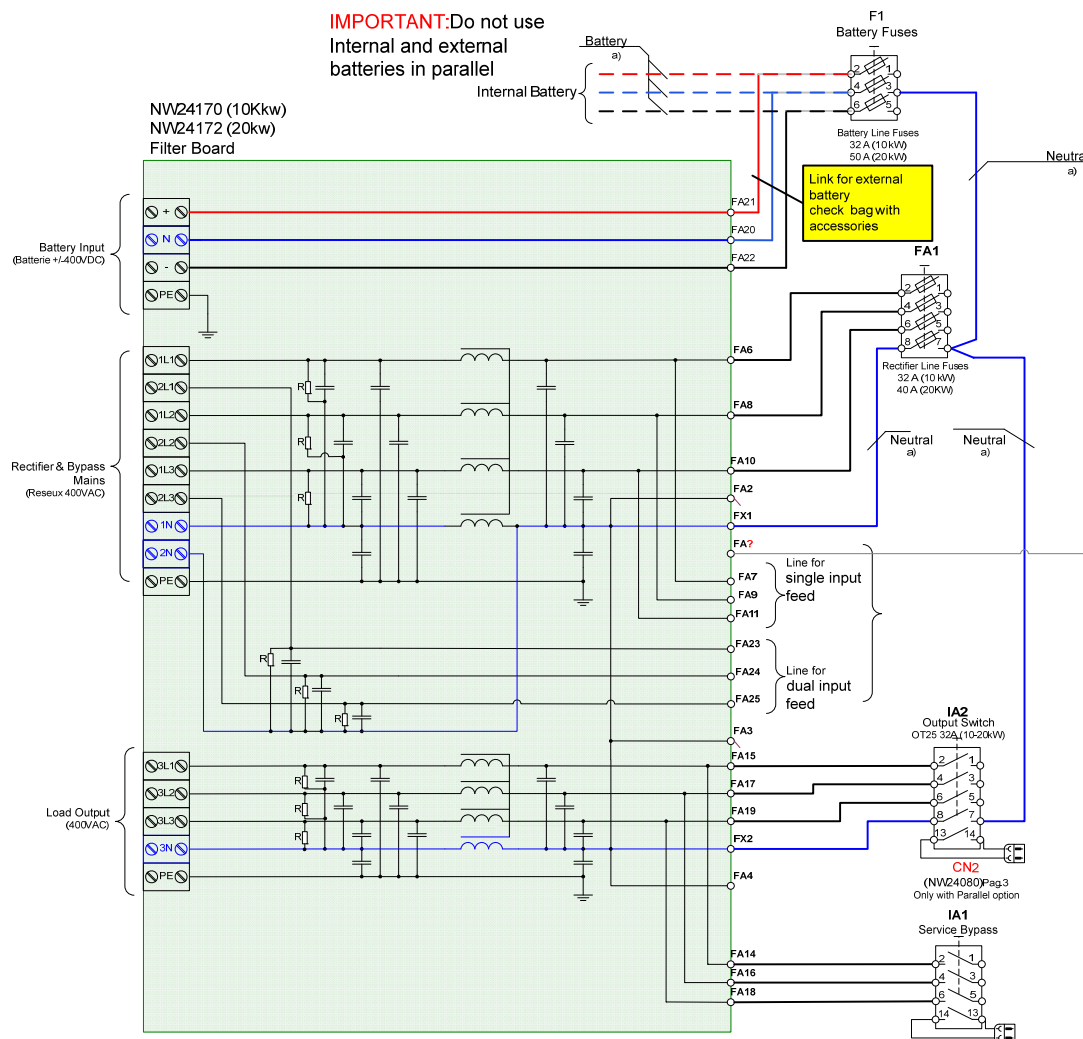 IMPORTANT:Do not use
Internal and external
batteries in parallel
Battery
a)
Internal Battery
F1
Battery Fuses
2 1
4 3
6 5
Battery Line Fuses
32 A (10 kW)
50 A (20 kW)
Neutra
a)
NW24170 (10Kkw)
NW24172 (20kw)
Filter Board
Link for external
battery
check bag with
accessories
Battery Input
(Batterie +/-400VDC)
+
N
-
PE
FA21
FA20
FA22
FA1
2 1
4 3
6 5
8 7
Rectifier Line Fuses
32 A (10 kW)
40 A (20KW)
Neutral
a)
Neutral
a)
Rectifier & Bypass
Mains
(Reseux 400VAC)
1L1
2L1
1L2
2L2
1L3
2L3
1N
2N
PE
R
R
R
FA6
FA8
FA10
FA2
FX1
FA?
FA7
FA9
FA11
Line for
single input
feed
R
R
R
FA23
FA24
FA25
Line for
dual input
feed
FA3
Load Output
(400VAC)
3L1
3L2
3L3
3N
PE
R
R
R
FA15
FA17
FA19
FX2
FA4
IA2
Output Switch
OT25 32A (10-20kW)
2 1
4 3
6 5
8 7
13 14
CN2
(NW24080)Pag.3
Only with Parallel option
IA1
Service Bypass
FA14
FA16
FA18
2 1
4 3
6 5
14 13